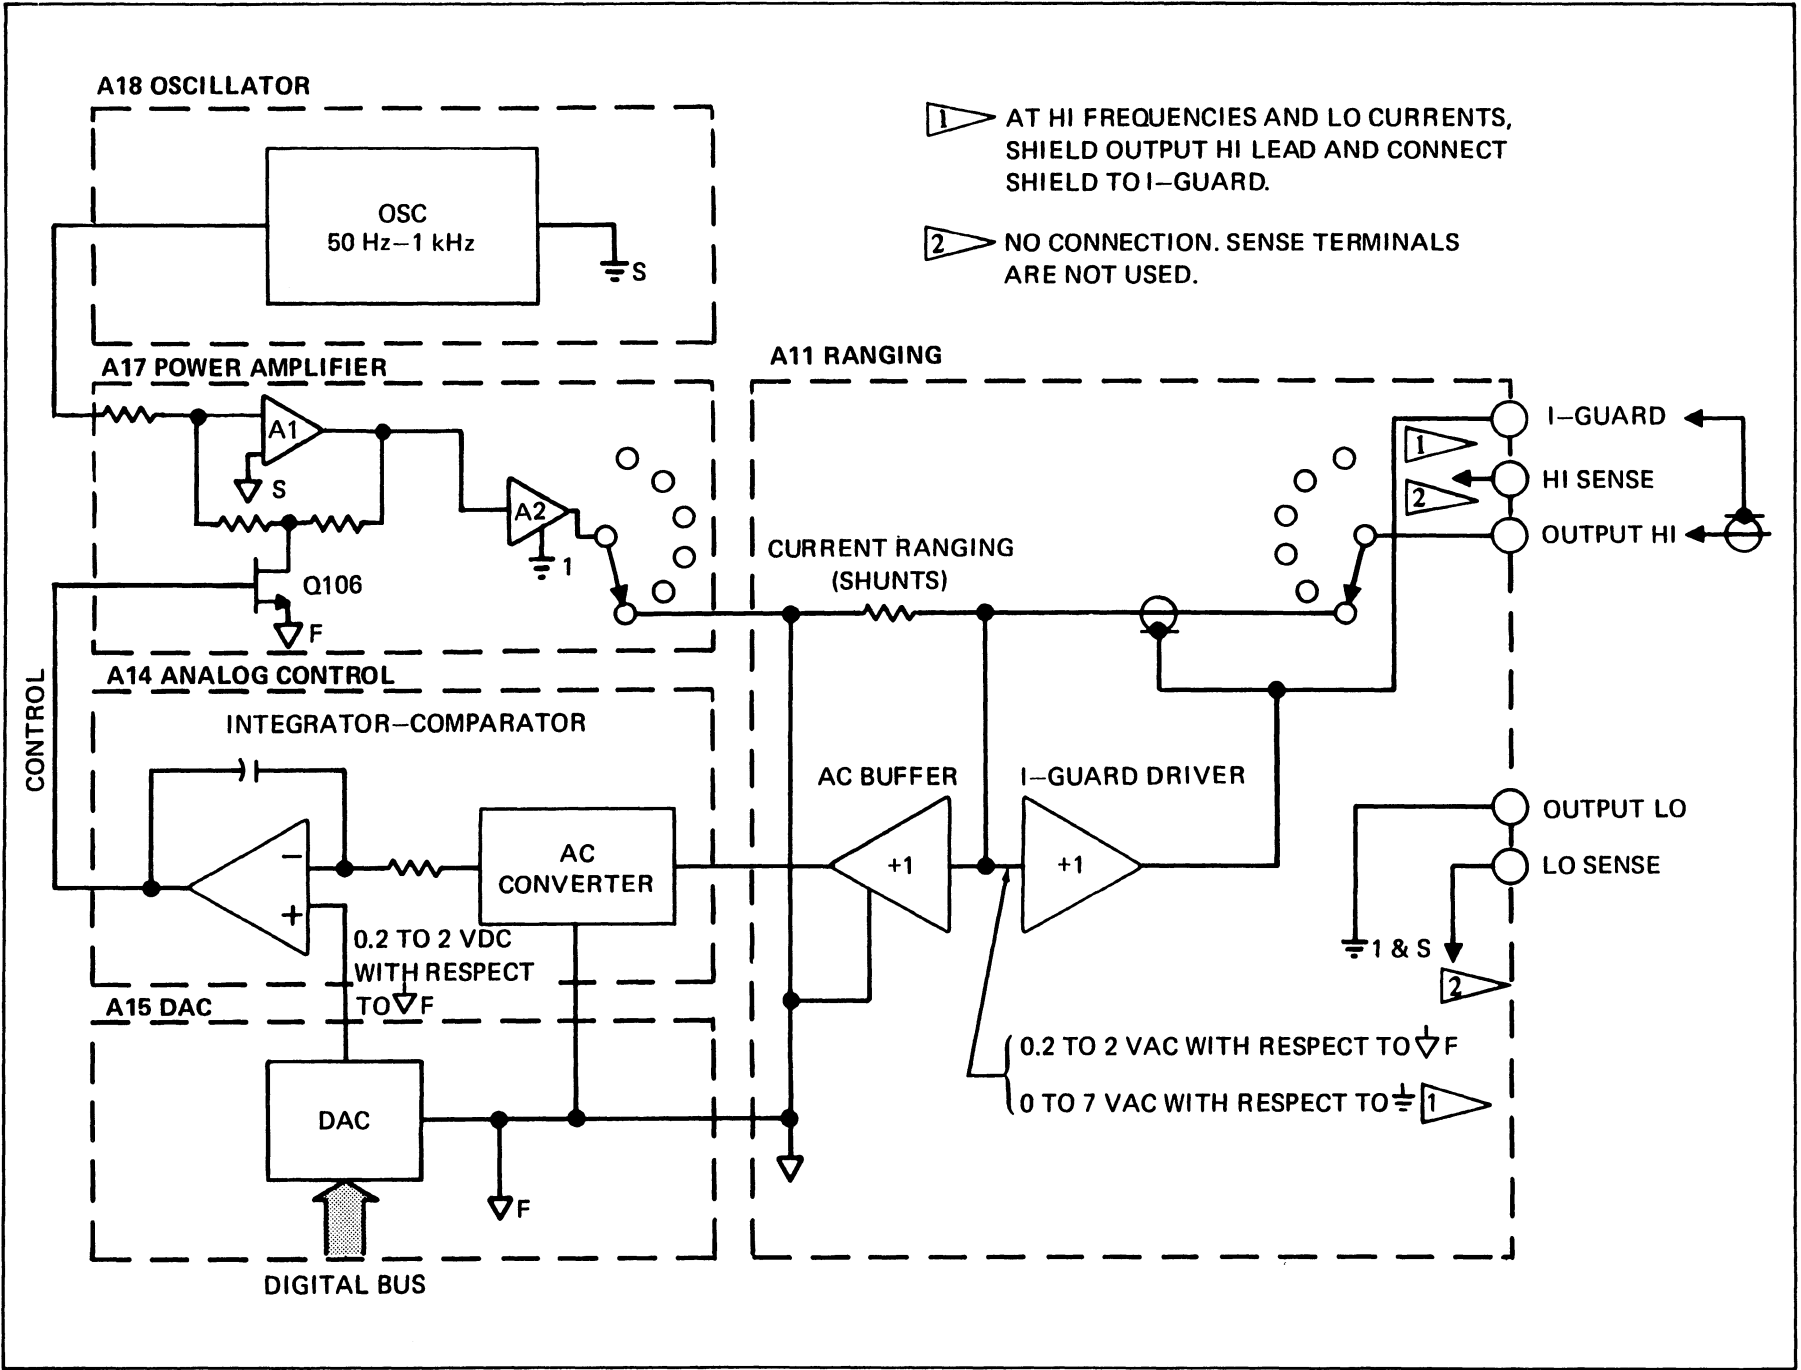 A18 OSCILLATOR
OSC
50 Hz–1 kHz
S
1 AT HI FREQUENCIES AND LO CURRENTS,
SHIELD OUTPUT HI LEAD AND CONNECT
SHIELD TO I–GUARD.
2 NO CONNECTION. SENSE TERMINALS
ARE NOT USED.
A17 POWER AMPLIFIER
A1
S
A2
1
Q106
F
A11 RANGING
CURRENT RANGING
(SHUNTS)
I–GUARD
1
HI SENSE
2
OUTPUT HI
CONTROL
A14 ANALOG CONTROL
INTEGRATOR–COMPARATOR
–
+
AC
CONVERTER
0.2 TO 2 VDC
WITH RESPECT
TO F
AC BUFFER
+1
I–GUARD DRIVER
+1
OUTPUT LO
LO SENSE
1 & S
2
0.2 TO 2 VAC WITH RESPECT TO F
0 TO 7 VAC WITH RESPECT TO 1
A15 DAC
DAC
F
DIGITAL BUS